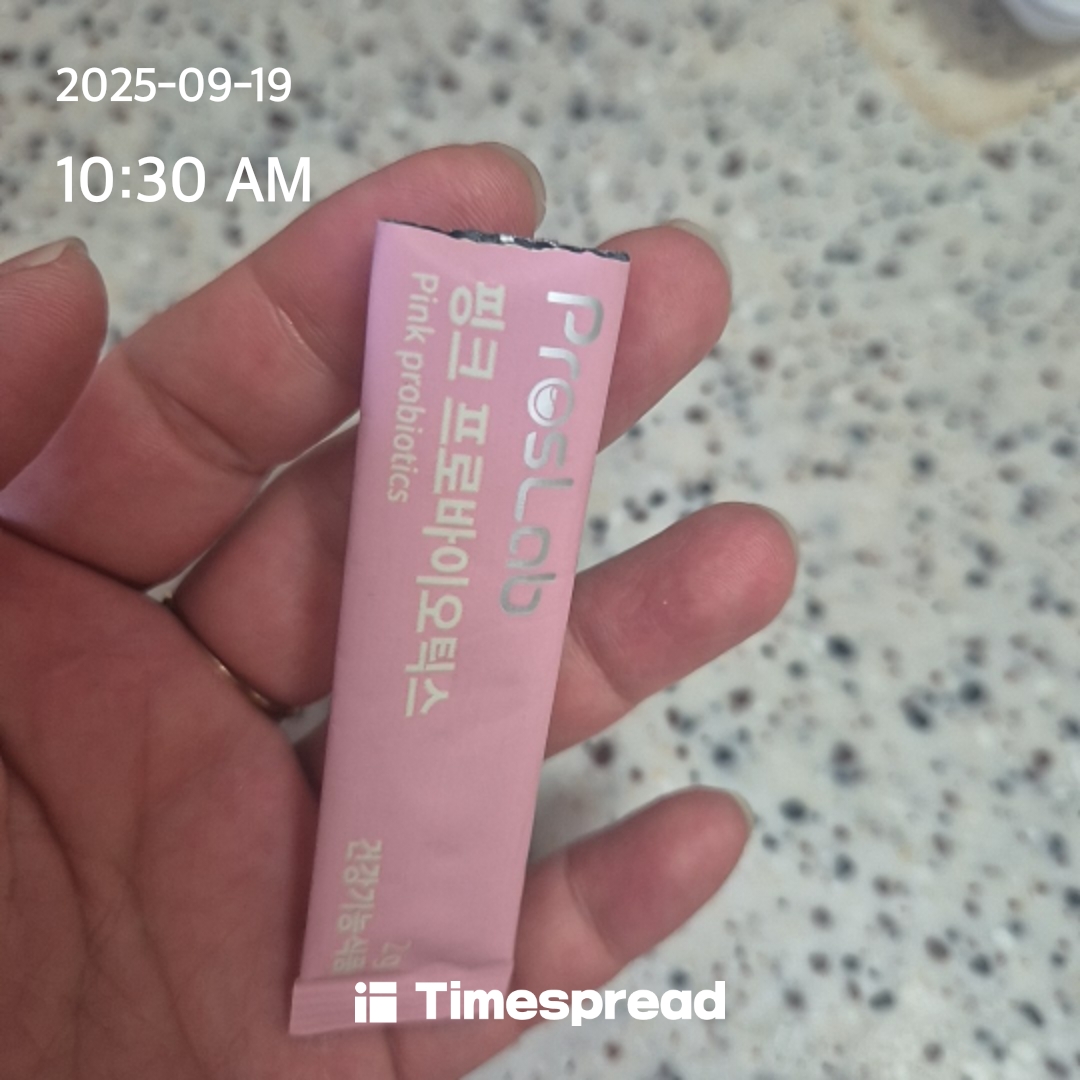 2025-09-19
10:30 AM
ProsLab
핑크 프로바이오틱스
Pink probiotics
2g
건강기능식품
Timespread